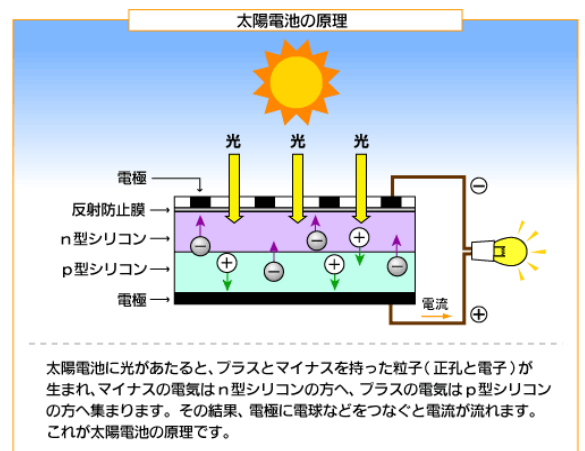 太陽電池の原理
光 光 光
電極
反射防止膜
n型シリコン
p型シリコン
電極
電流
太陽電池に光があたると、プラスとマイナスを持った粒子(正孔と電子)が
生まれ、マイナスの電気はn型シリコンの方へ、プラスの電気はp型シリコン
の方へ集まります。その結果、電極に電球などをつなぐと電流が流れます。
これが太陽電池の原理です。